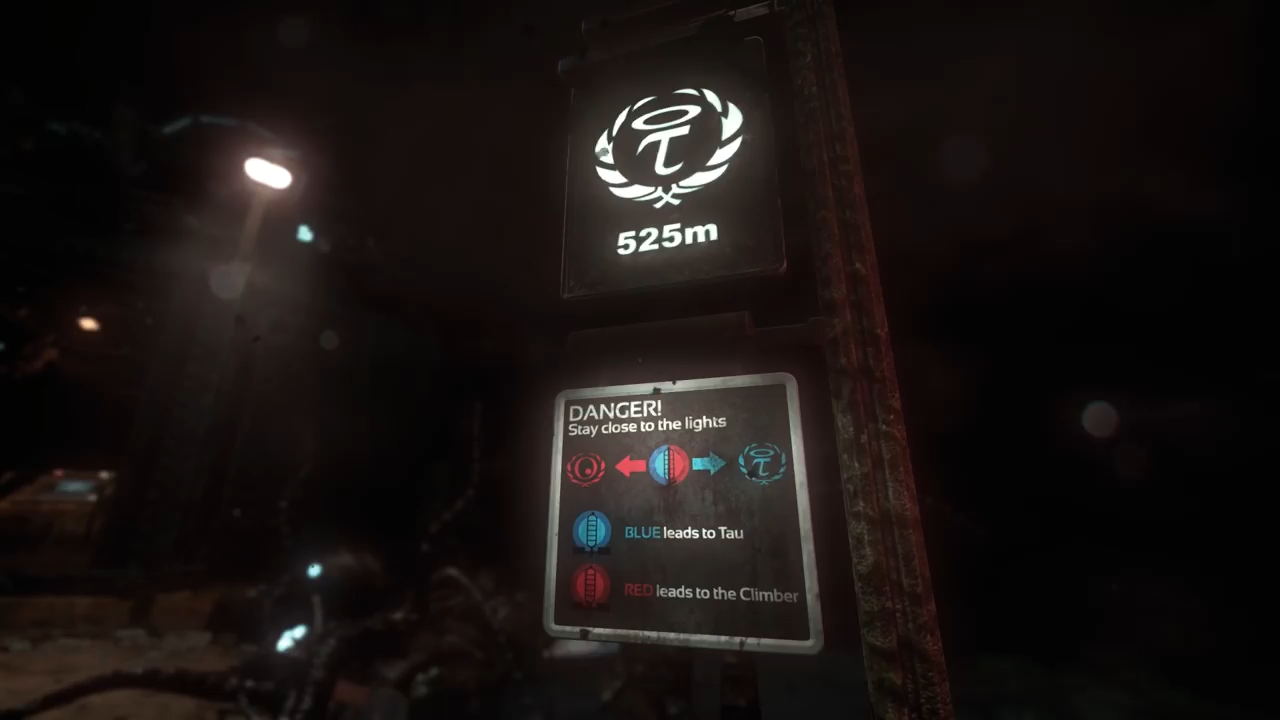 τ
525m
DANGER!
Stay close to the lights
τ
BLUE leads to Tau
RED leads to the Climber